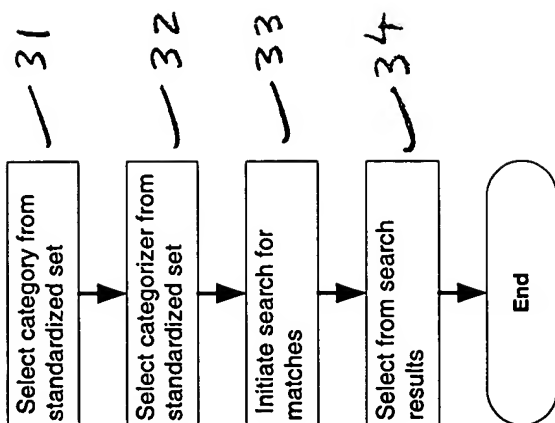 Select category from
standardized set
31
Select categorizer from
standardized set
32
Initiate search for
matches
33
Select from search
results
34
End